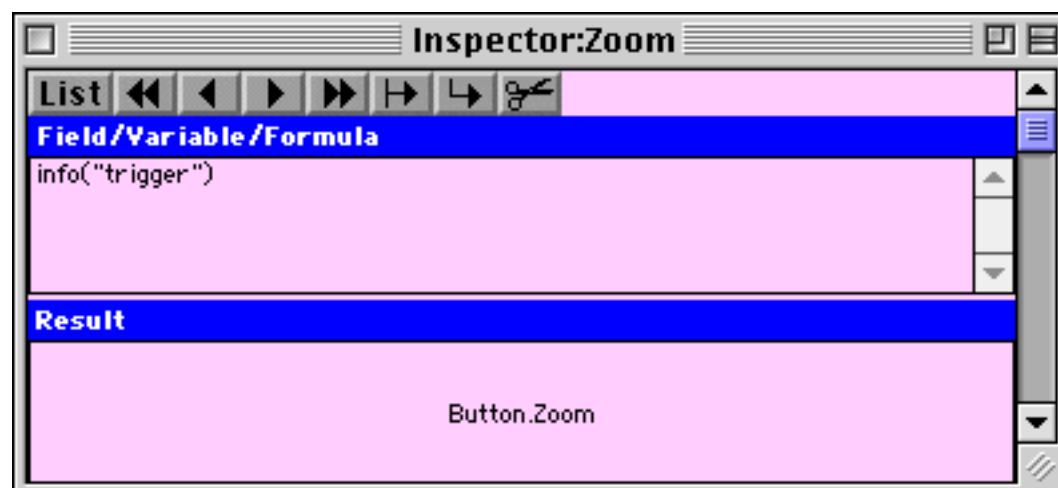 Inspector:Zoom
List
Field/Variable/Formula
info("trigger")
Result
Button.Zoom